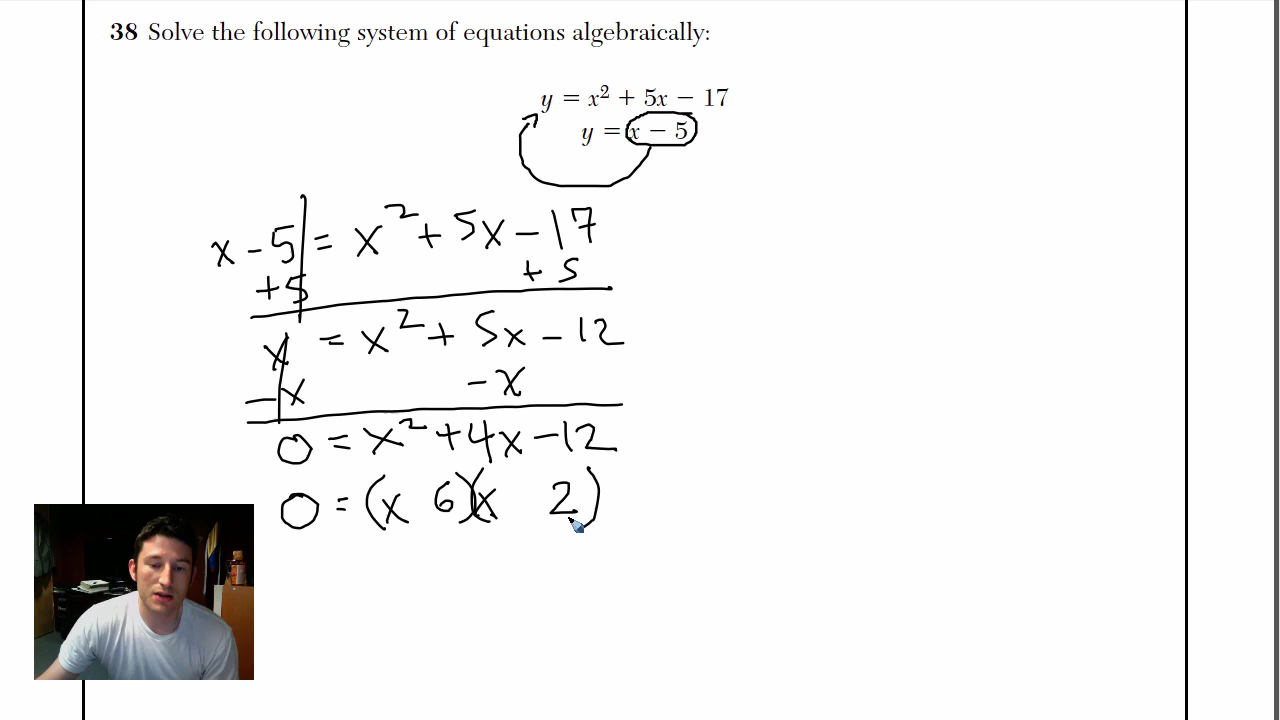 38 Solve the following system of equations algebraically:
y = x² + 5x − 17
y = x − 5
x - 5 = x² + 5x - 17
+5 + 5
x = x² + 5x - 12
- x - x
0 = x² + 4x - 12
0 = (x 6)(x 2)